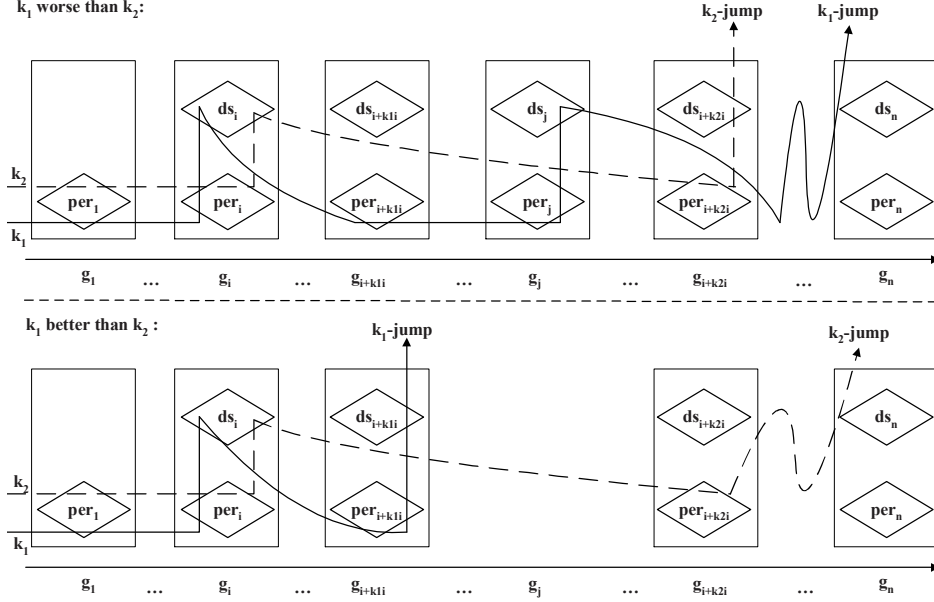 k1 worse than k2:
k2-jump k1-jump
dsi dsi+k1i dsj dsi+k2i dsn
k2
per1 peri peri+k1i perj peri+k2i pern
k1
g1 ... gi ... gi+k1i ... gj ... gi+k2i ... gn
k1 better than k2 :
k1-jump k2-jump
dsi dsi+k1i dsi+k2i dsn
k2
per1 peri peri+k1i peri+k2i pern
k1
g1 ... gi ... gi+k1i ... gj ... gi+k2i ... gn